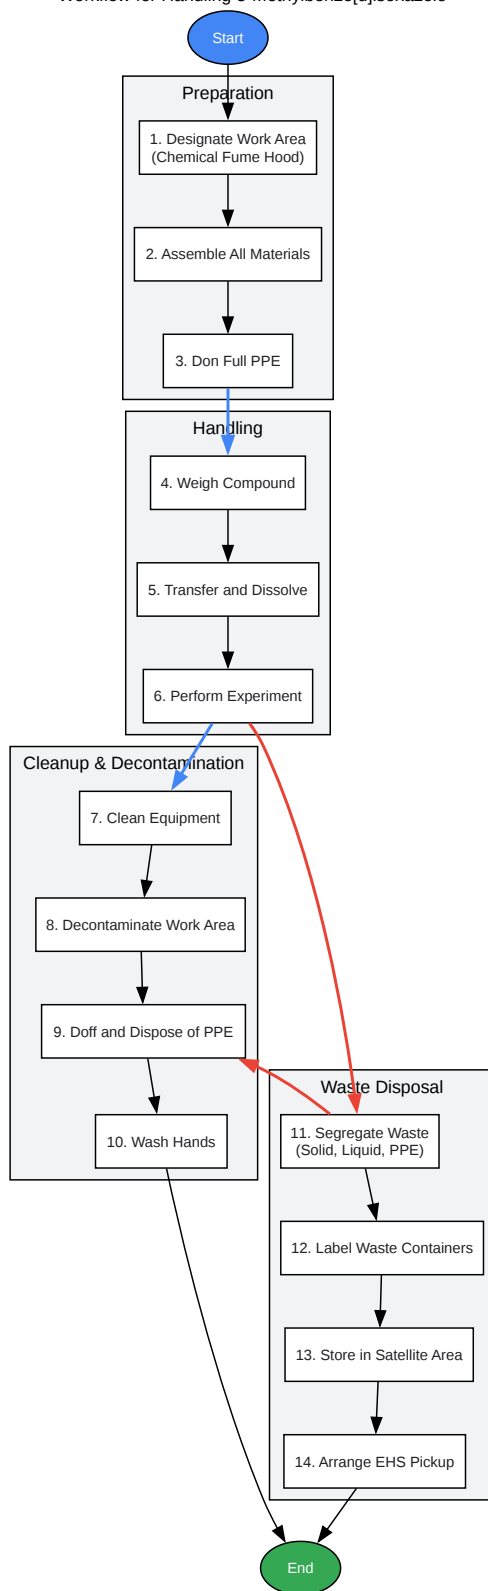 Workflow for Handling
Start
Preparation
1. Designate Work Area
(Chemical Fume Hood)
2. Assemble All Materials
3. Don Full PPE
Handling
4. Weigh Compound
5. Transfer and Dissolve
6. Perform Experiment
Cleanup & Decontamination
7. Clean Equipment
8. Decontaminate Work Area
9. Doff and Dispose of PPE
10. Wash Hands
Waste Disposal
11. Segregate Waste
(Solid, Liquid, PPE)
12. Label Waste Containers
13. Store in Satellite Area
14. Arrange EHS Pickup
End